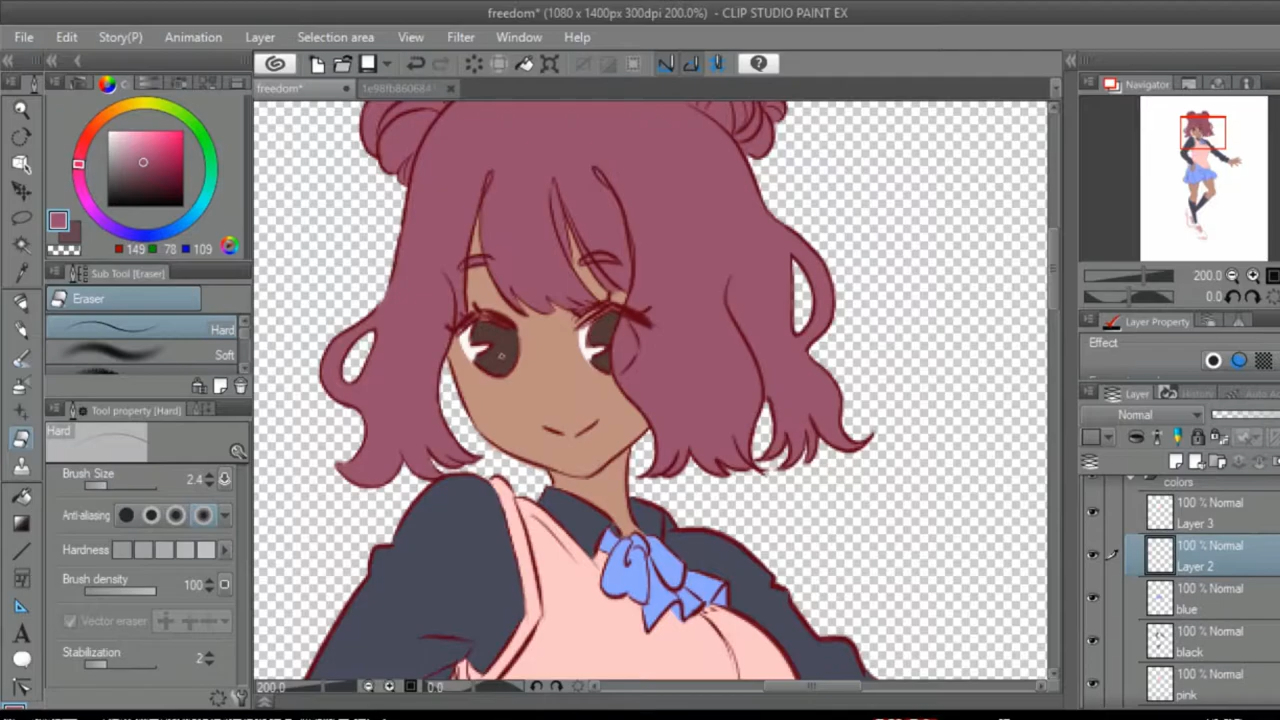 freedom* (1080 x 1400px 300dpi 200.0%) - CLIP STUDIO PAINT EX
File Edit Story(P) Animation Layer Selection area View Filter Window Help
freedom*
Navigator
149 78 109
Sub Tool [Eraser]
Eraser
Hard
Soft
200.0
0.0
Layer Property
Effect
Layer
History
Normal
Tool property [Hard]
Hard
Brush Size 2.4
Anti-aliasing
Hardness
Brush density 100
Vector eraser
Stabilization 2
colors
100 % Normal
Layer 3
100 % Normal
Layer 2
100 % Normal
blue
100 % Normal
black
100 % Normal
pink
200.0 0.0